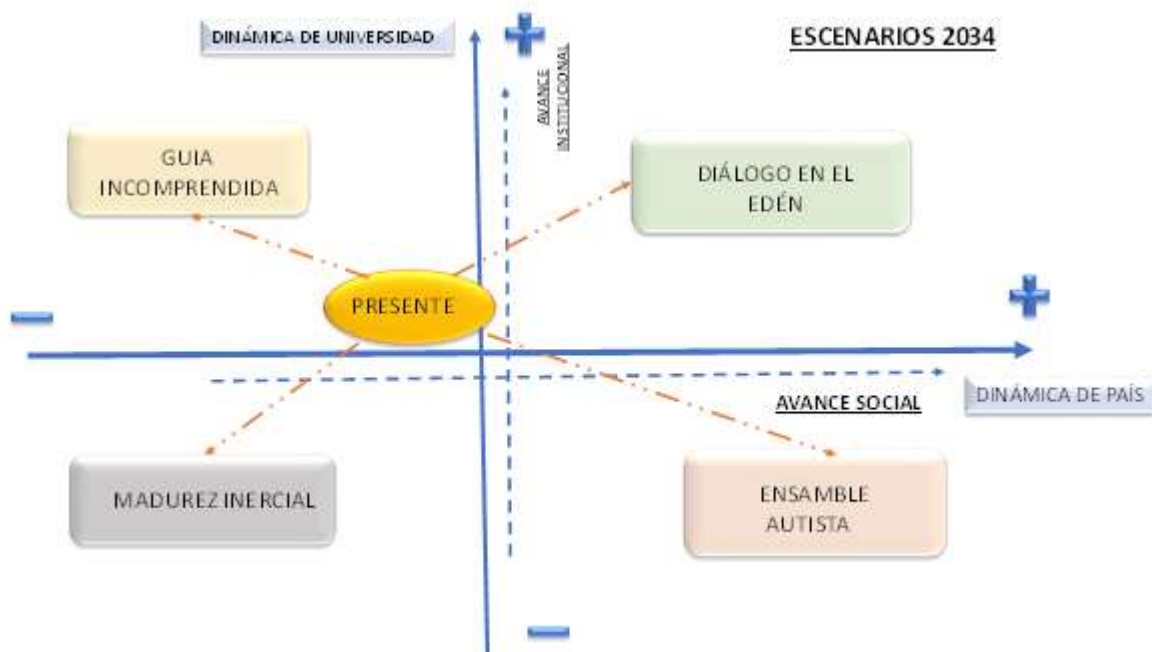 DINÁMICA DE UNIVERSIDAD
AVANCE
INSTITUCIONAL
ESCENARIOS 2034
GUIA
INCOMPRENDIDA
DIÁLOGO EN EL
EDÉN
PRESENTE
AVANCE SOCIAL
DINÁMICA DE PAÍS
MADUREZ INERCIAL
ENSAMBLE
AUTISTA